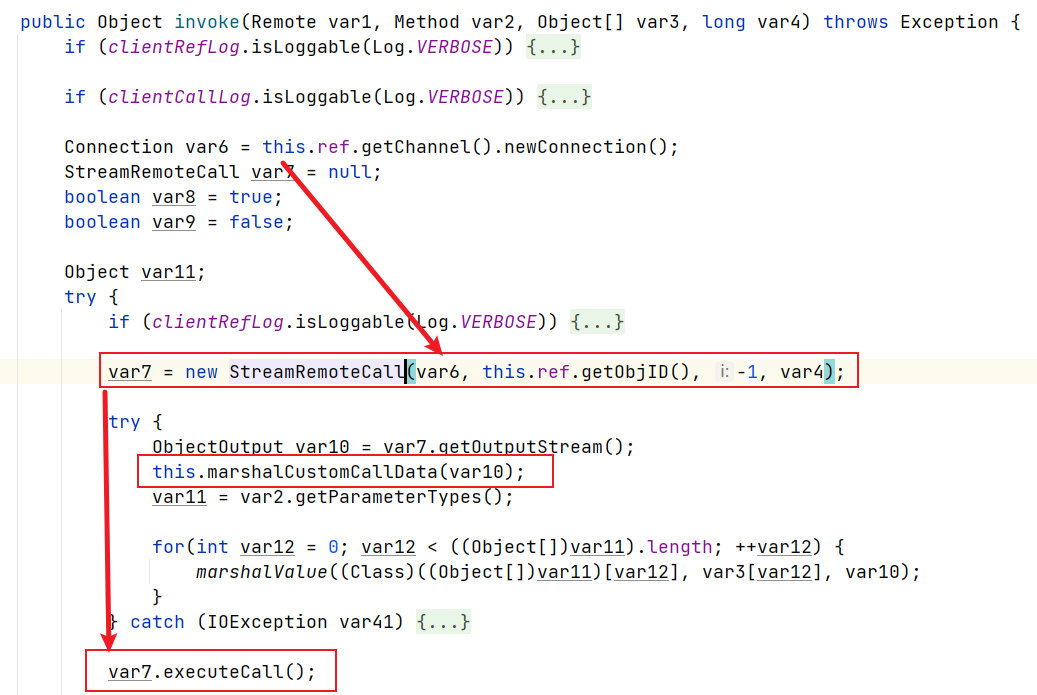 public Object invoke(Remote var1, Method var2, Object[] var3, long var4) throws Exception {
if (clientRefLog.isLoggable(Log.VERBOSE)) {...}
if (clientCallLog.isLoggable(Log.VERBOSE)) {...}
Connection var6 = this.ref.getChannel().newConnection();
StreamRemoteCall var7 = null;
boolean var8 = true;
boolean var9 = false;
Object var11;
try {
if (clientRefLog.isLoggable(Log.VERBOSE)) {...}
var7 = new StreamRemoteCall(var6, this.ref.getObjID(), i: -1, var4);
try {
ObjectOutput var10 = var7.getOutputStream();
this.marshalCustomCallData(var10);
var11 = var2.getParameterTypes();
for(int var12 = 0; var12 < ((Object[])var11).length; ++var12) {
marshalValue((Class)((Object[])var11)[var12], var3[var12], var10);
}
} catch (IOException var41) {...}
var7.executeCall();